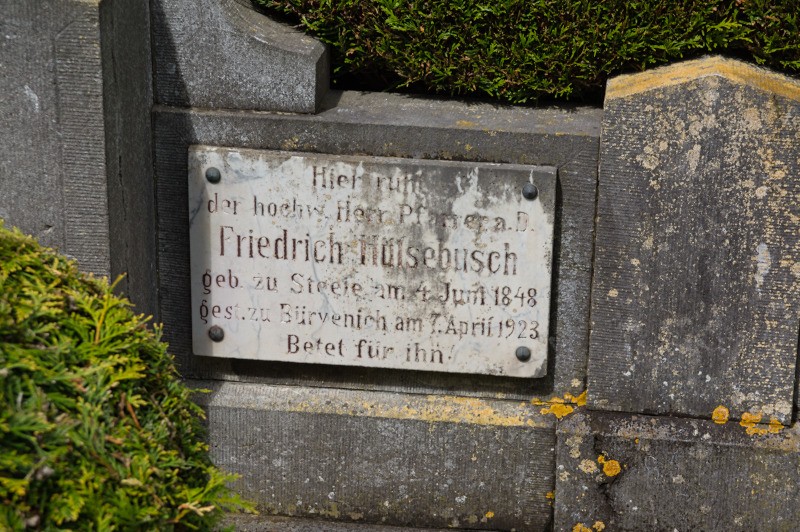 Hier ruht
der hochw. Herr Pfarrer a.D.
Friedrich Hülsebusch
geb. zu Steele am 4. Juni 1848
gest. zu Bürvenich am 7. April 1923
Betet für ihn!